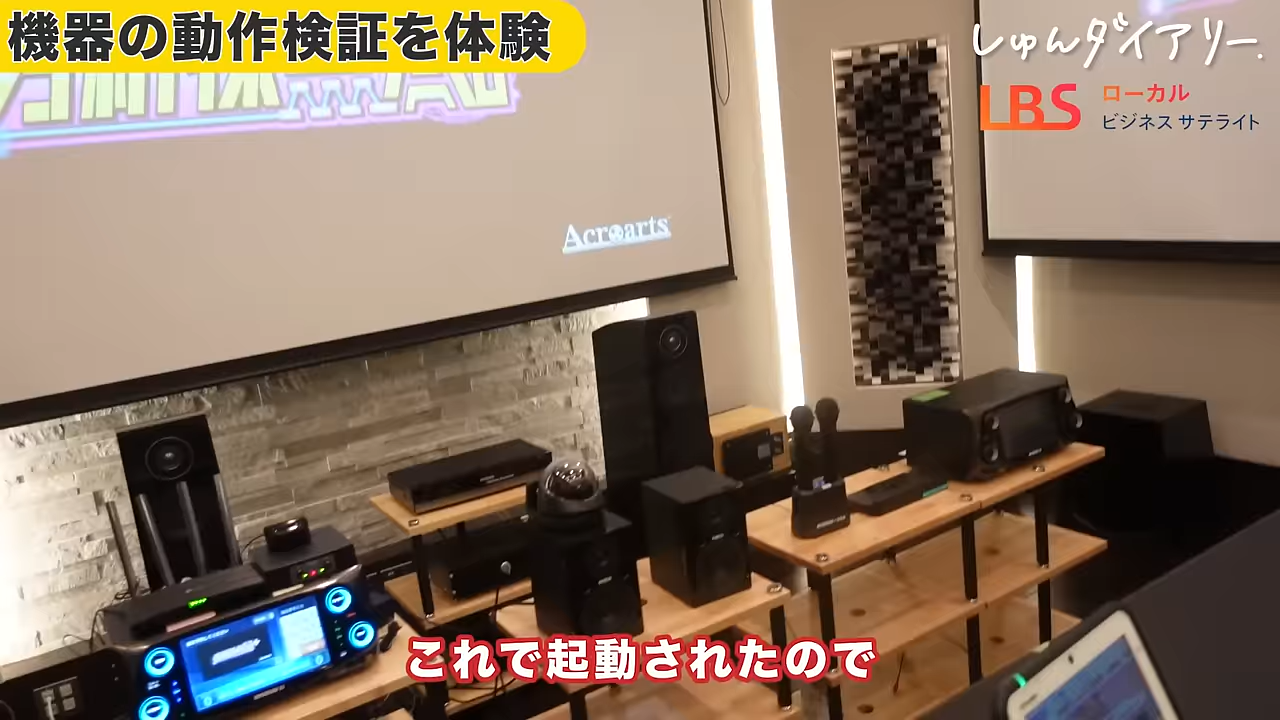 機器の動作検証を体験
しゅんダイアリー.
LBS ローカル
ビジネス サテライト
Acroarts
これで起動されたので